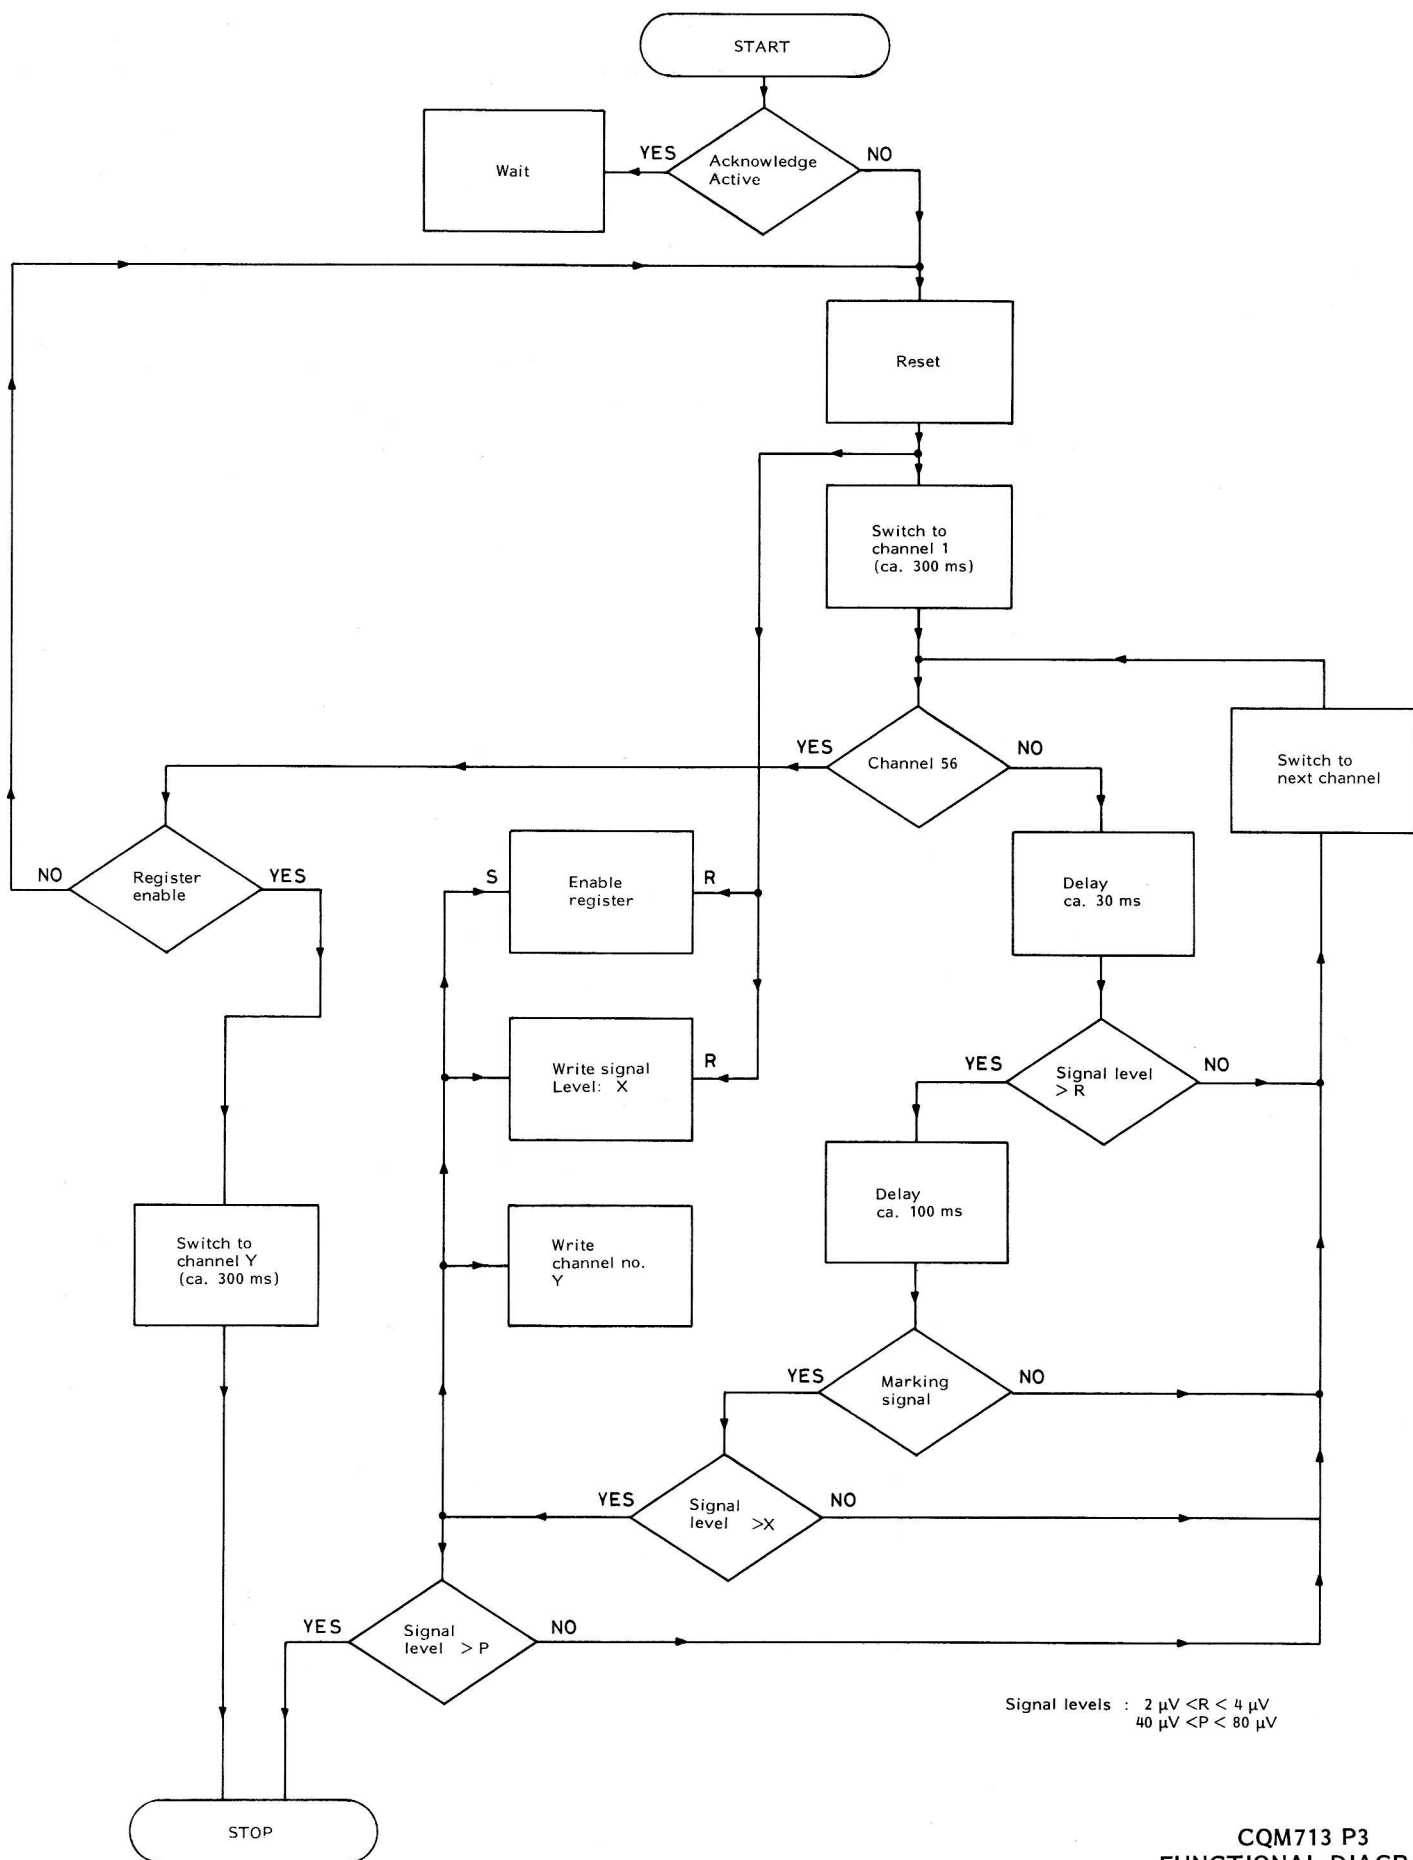 START
YES
Acknowledge
Active
NO
Wait
Reset
Switch to
channel 1
(ca. 300 ms)
YES
Channel 56
NO
Switch to
next channel
NO
Register
enable
YES
S
Enable
register
R
Delay
ca. 30 ms
Write signal
Level: X
R
YES
Signal level
> R
NO
Delay
ca. 100 ms
Switch to
channel Y
(ca. 300 ms)
Write
channel no.
Y
YES
Marking
signal
NO
YES
Signal
level >X
NO
YES
Signal
level > P
NO
Signal levels : 2 µV <R < 4 µV
40 µV <P < 80 µV
STOP
CQM713 P3
FUNCTIONAL DIAGR